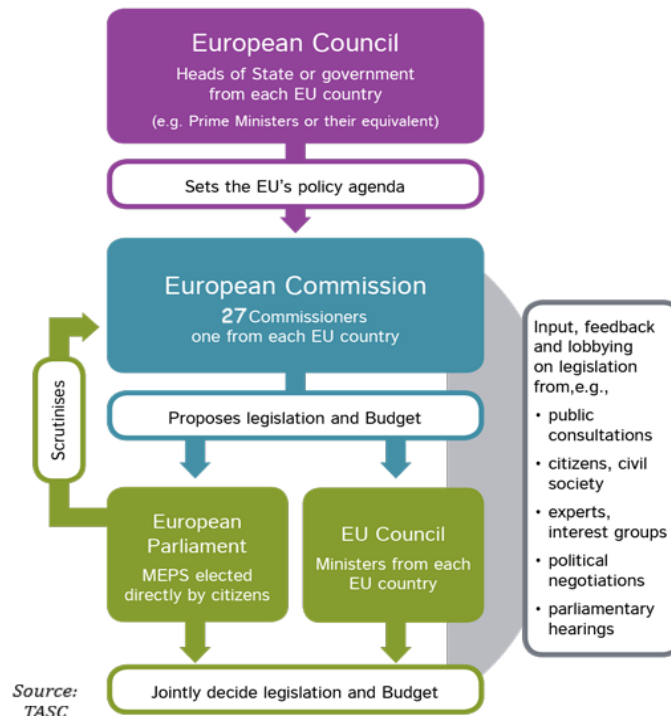 European Council
Heads of State or government
from each EU country
(e.g. Prime Ministers or their equivalent)
Sets the EU's policy agenda
European Commission
27 Commissioners
one from each EU country
Scrutinises
Proposes legislation and Budget
European
Parliament
MEPS elected
directly by citizens
EU Council
Ministers from each
EU country
Jointly decide legislation and Budget
Input, feedback
and lobbying
on legislation
from,e.g.,
• public
consultations
• citizens, civil
society
• experts,
interest groups
• political
negotiations
• parliamentary
hearings
Source:
TASC